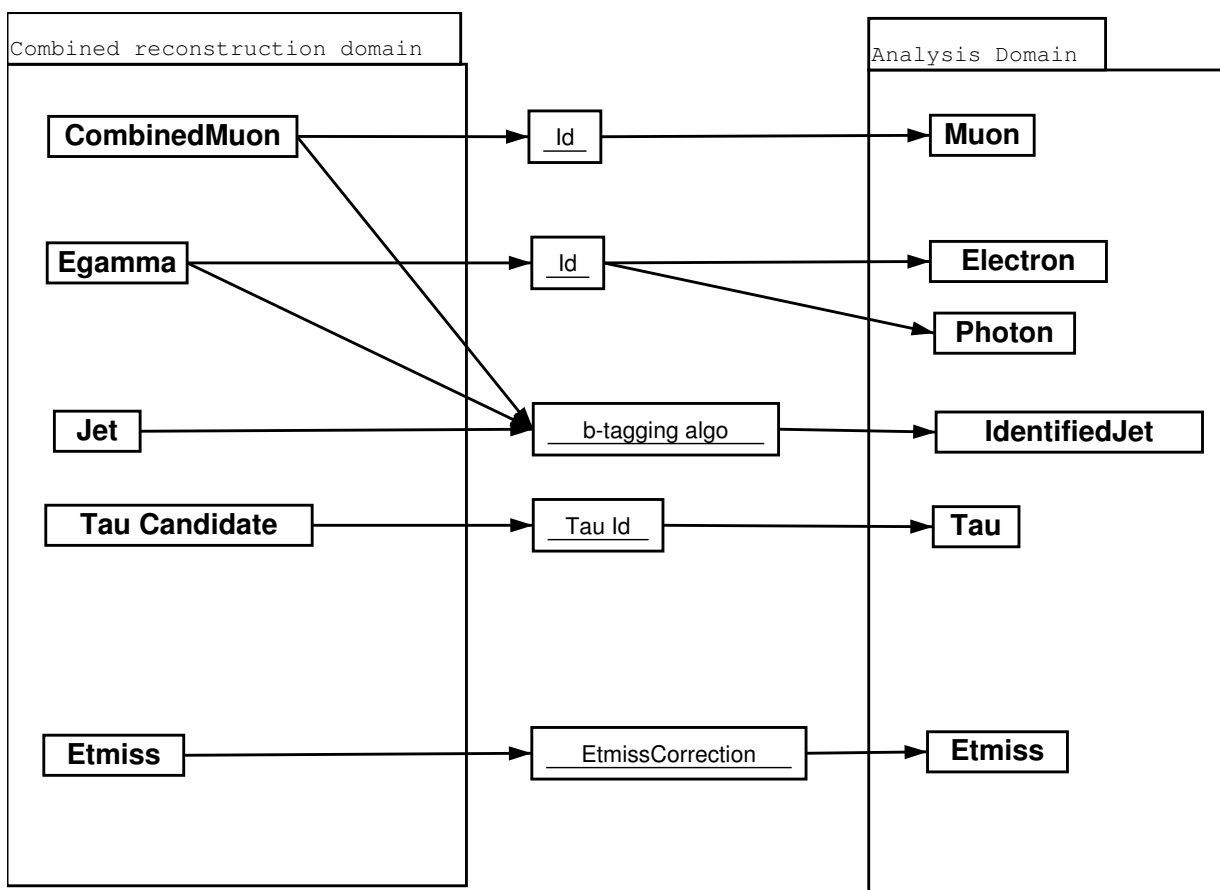 Combined reconstruction domain
Analysis Domain
CombinedMuon
Id
Muon
Egamma
Id
Electron
Photon
Jet
b-tagging algo
IdentifiedJet
Tau Candidate
Tau Id
Tau
Etmiss
EtmissCorrection
Etmiss